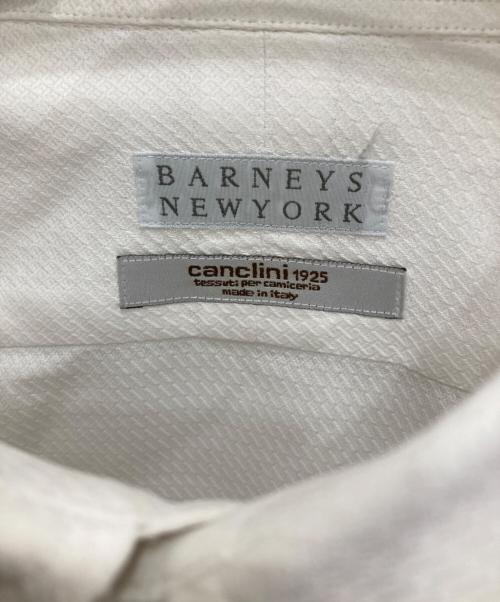 BARNEYS
NEWYORK
canclini 1925
tessuti per camiceria
made in italy